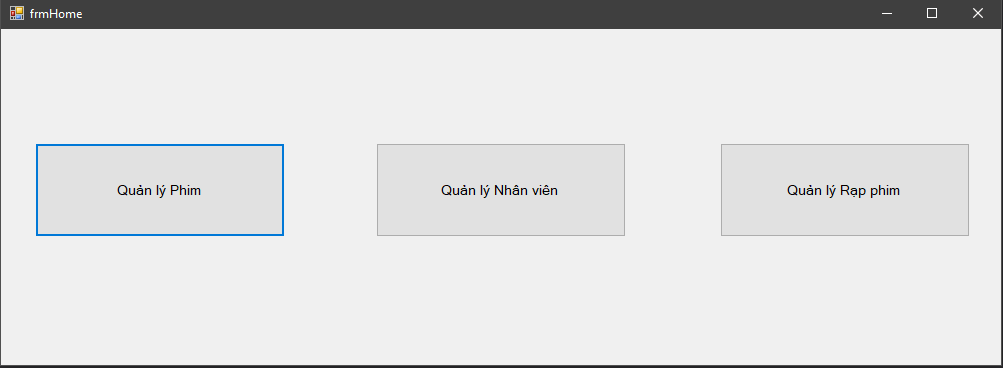 frmHome
Quản lý Phim
Quản lý Nhân viên
Quản lý Rạp phim